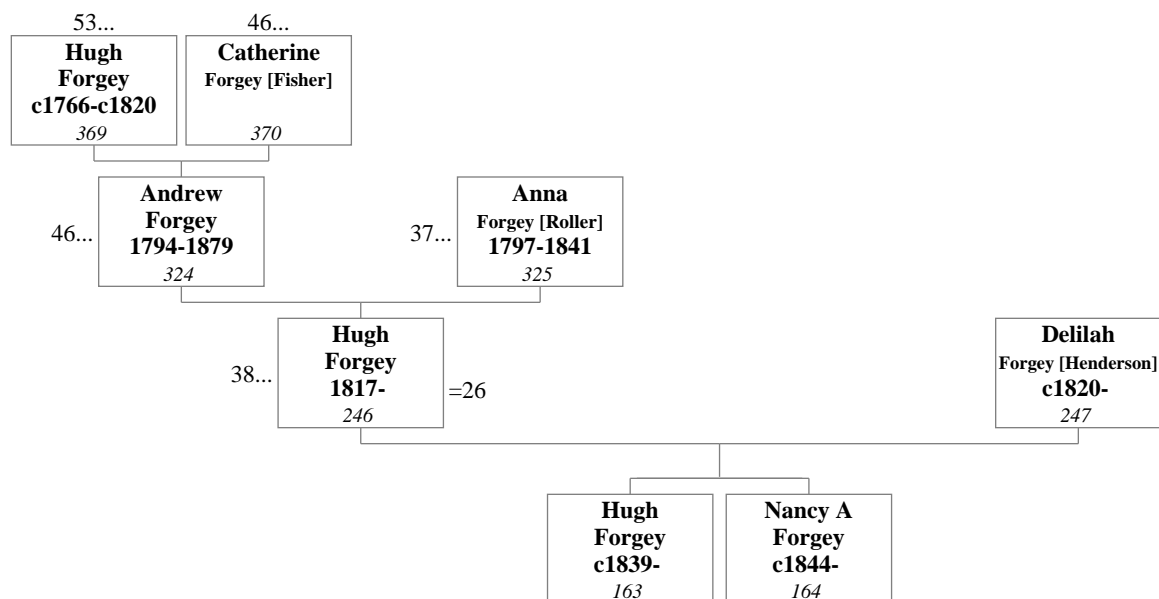 53...
46...
Hugh
Forgey
c1766-c1820
369
Catherine
Forgey [Fisher]
370
46...
Andrew
Forgey
1794-1879
324
37...
Anna
Forgey [Roller]
1797-1841
325
38...
Hugh
Forgey
1817-
246
=26
Delilah
Forgey [Henderson]
c1820-
247
Hugh
Forgey
c1839-
163
Nancy A
Forgey
c1844-
164